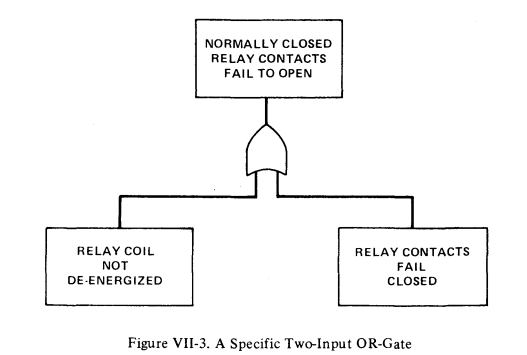 NORMALLY CLOSED
RELAY CONTACTS
FAIL TO OPEN
RELAY COIL
NOT
DE-ENERGIZED
RELAY CONTACTS
FAIL
CLOSED
Figure VII-3. A Specific Two-Input OR-Gate